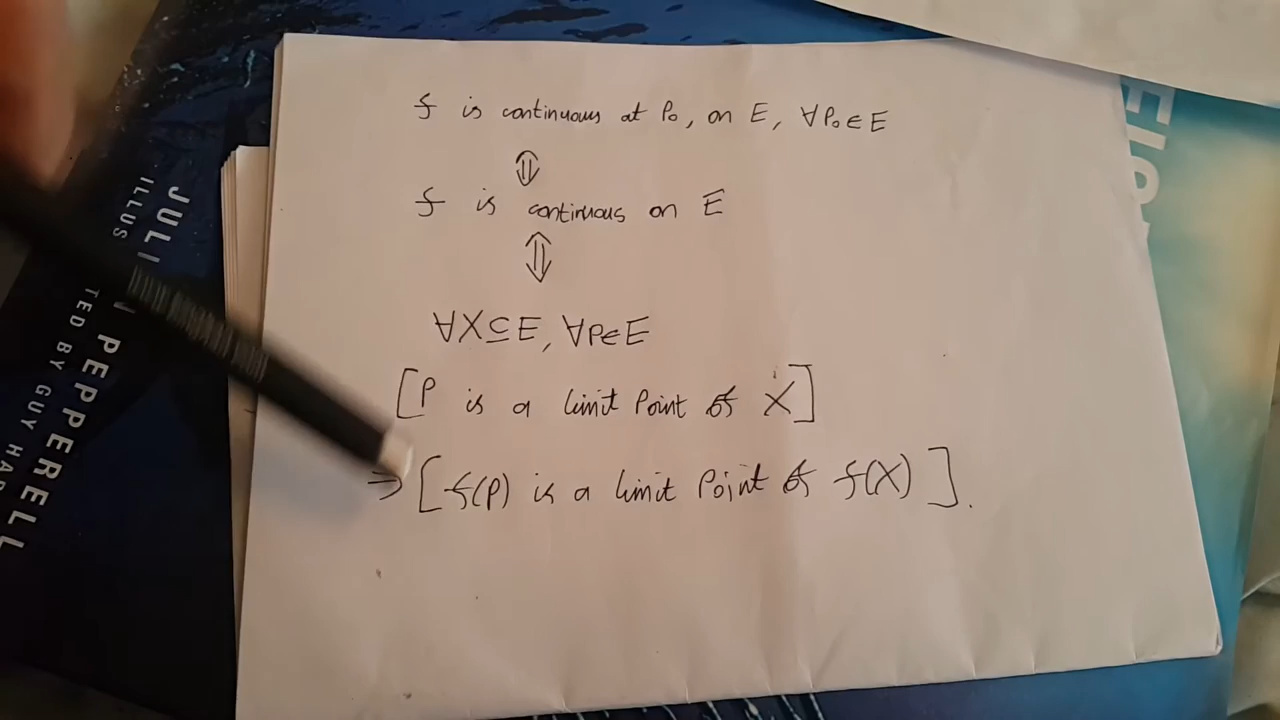 f is continuous at P₀, on E, ∀P₀∈E
⇕
f is continuous on E
⇕
∀X⊆E, ∀P∈E
[P is a limit Point of X]
⇒ [f(P) is a limit Point of f(X)].
JULI PEPPERELL
ILLUS TED BY GUY HA